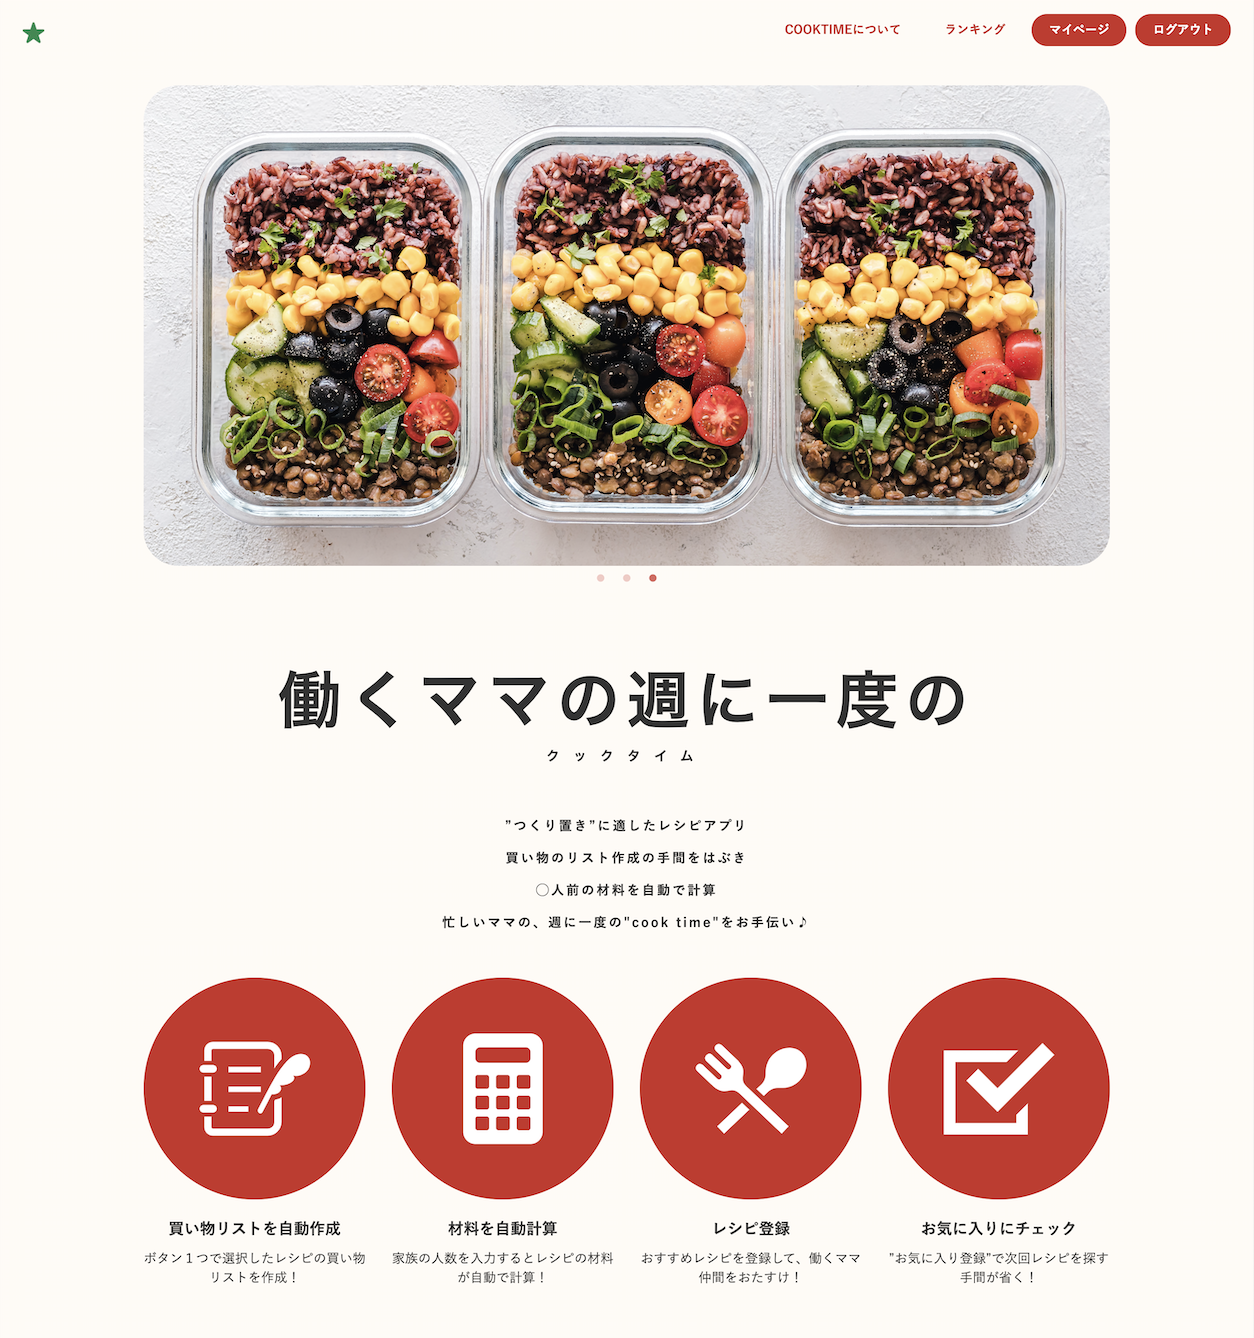 COOKTIMEについて
ランキング
マイページ
ログアウト
働くママの週に一度の
クックタイム
”つくり置き”に適したレシピアプリ
買い物のリスト作成の手間をはぶき
◯人前の材料を自動で計算
忙しいママの、週に一度の"cook time"をお手伝い♪
買い物リストを自動作成
ボタン１つで選択したレシピの買い物
リストを作成！
材料を自動計算
家族の人数を入力するとレシピの材料
が自動で計算！
レシピ登録
おすすめレシピを登録して、働くママ
仲間をおたすけ！
お気に入りにチェック
”お気に入り登録”で次回レシピを探す
手間が省く！